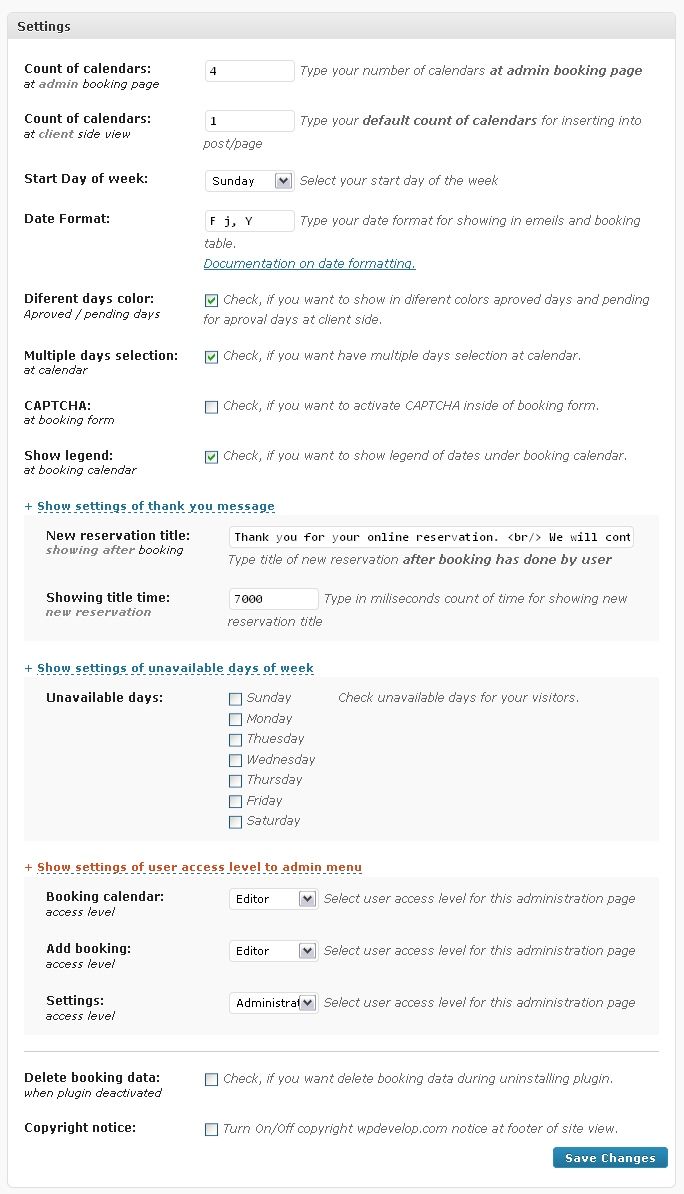 Settings
Count of calendars:
at admin booking page
4 Type your number of calendars at admin booking page
Count of calendars:
at client side view
1 Type your default count of calendars for inserting into
post/page
Start Day of week:
Sunday Select your start day of the week
Date Format:
F j, Y Type your date format for showing in emeils and booking
table.
Documentation on date formatting.
Diferent days color:
Aproved / pending days
Check, if you want to show in diferent colors aproved days and pending
for aproval days at client side.
Multiple days selection:
at calendar
Check, if you want have multiple days selection at calendar.
CAPTCHA:
at booking form
Check, if you want to activate CAPTCHA inside of booking form.
Show legend:
at booking calendar
Check, if you want to show legend of dates under booking calendar.
+ Show settings of thank you message
New reservation title:
showing after booking
Thank you for your online reservation. <br/> We will cont
Type title of new reservation after booking has done by user
Showing title time:
new reservation
7000 Type in miliseconds count of time for showing new
reservation title
+ Show settings of unavailable days of week
Unavailable days:
Sunday Check unavailable days for your visitors.
Monday
Thuesday
Wednesday
Thursday
Friday
Saturday
+ Show settings of user access level to admin menu
Booking calendar:
access level
Editor Select user access level for this administration page
Add booking:
access level
Editor Select user access level for this administration page
Settings:
access level
Administrat Select user access level for this administration page
Delete booking data:
when plugin deactivated
Check, if you want delete booking data during uninstalling plugin.
Copyright notice:
Turn On/Off copyright wpdevelop.com notice at footer of site view.
Save Changes